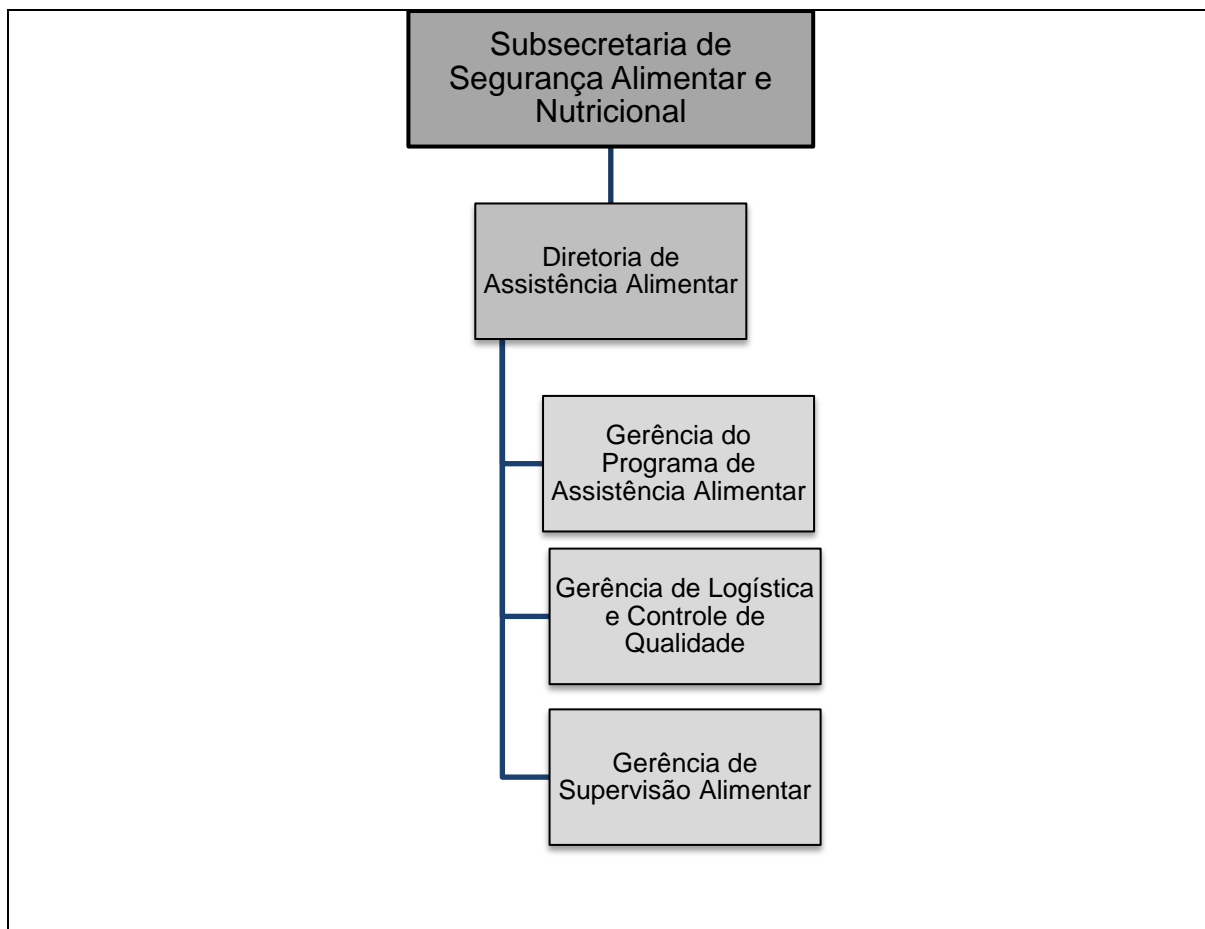 Subsecretaria de
Segurança Alimentar e
Nutricional
Diretoria de
Assistência Alimentar
Gerência do
Programa de
Assistência Alimentar
Gerência de Logística
e Controle de
Qualidade
Gerência de
Supervisão Alimentar